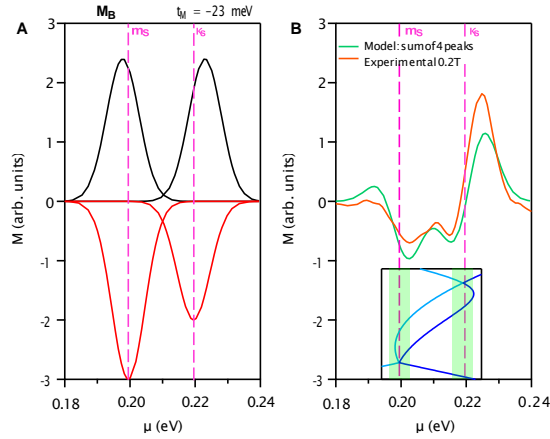 A
M_B
t_M = -23 meV
m_S
κ_s
3
2
1
0
-1
-2
-3
M (arb. units)
0.18
0.20
0.22
0.24
μ (eV)
B
m_S
κ_s
Model: sum of 4 peaks
Experimental 0.2T
3
2
1
0
-1
-2
-3
M (arb. units)
0.18
0.20
0.22
0.24
μ (eV)